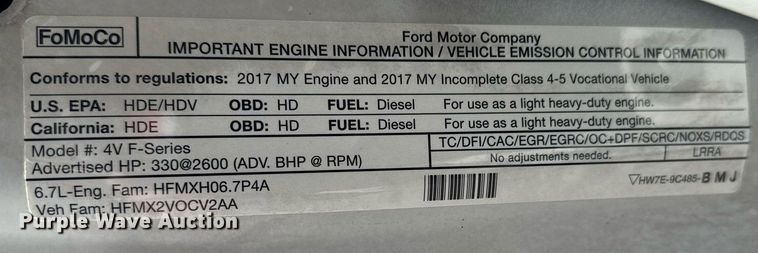 FoMoCo
Ford Motor Company
IMPORTANT ENGINE INFORMATION / VEHICLE EMISSION CONTROL INFORMATION
Conforms to regulations: 2017 MY Engine and 2017 MY Incomplete Class 4-5 Vocational Vehicle
U.S. EPA: HDE/HDV OBD: HD FUEL: Diesel For use as a light heavy-duty engine.
California: HDE OBD: HD FUEL: Diesel For use as a light heavy-duty engine.
Model #: 4V F-Series
TC/DFI/CAC/EGR/EGRC/OC+DPF/SCRC/NOXS/RDQS
Advertised HP: 330@2600 (ADV. BHP @ RPM)
No adjustments needed. LRRA
6.7L-Eng. Fam: HFMXH06.7P4A
Veh Fam: HFMX2VOCV2AA
HW7E-9C485-BMJ
Purple Wave Auction